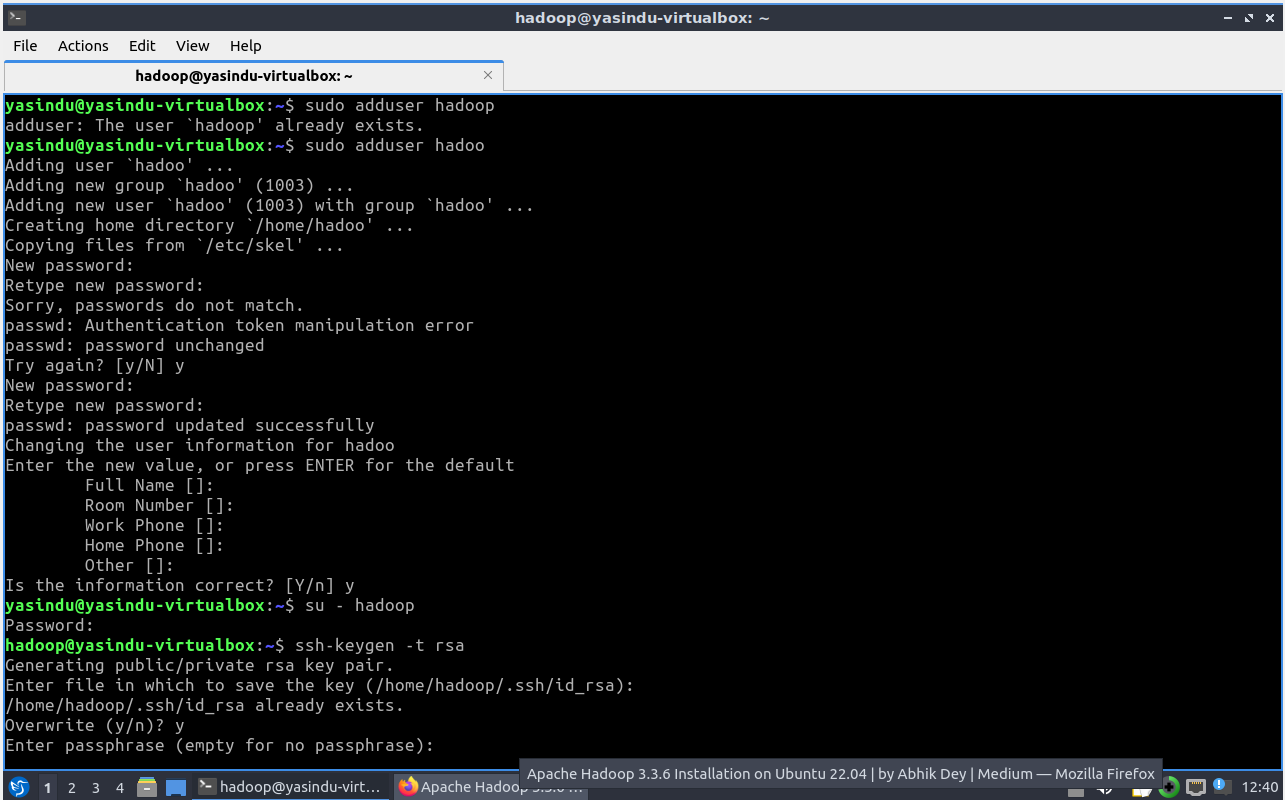 hadoop@yasindu-virtualbox: ~
File Actions Edit View Help
hadoop@yasindu-virtualbox: ~
yasindu@yasindu-virtualbox:~$ sudo adduser hadoop
adduser: The user `hadoop' already exists.
yasindu@yasindu-virtualbox:~$ sudo adduser hadoo
Adding user `hadoo' ...
Adding new group `hadoo' (1003) ...
Adding new user `hadoo' (1003) with group `hadoo' ...
Creating home directory `/home/hadoo' ...
Copying files from `/etc/skel' ...
New password:
Retype new password:
Sorry, passwords do not match.
passwd: Authentication token manipulation error
passwd: password unchanged
Try again? [y/N] y
New password:
Retype new password:
passwd: password updated successfully
Changing the user information for hadoo
Enter the new value, or press ENTER for the default
Full Name []:
Room Number []:
Work Phone []:
Home Phone []:
Other []:
Is the information correct? [Y/n] y
yasindu@yasindu-virtualbox:~$ su - hadoop
Password:
hadoop@yasindu-virtualbox:~$ ssh-keygen -t rsa
Generating public/private rsa key pair.
Enter file in which to save the key (/home/hadoop/.ssh/id_rsa):
/home/hadoop/.ssh/id_rsa already exists.
Overwrite (y/n)? y
Enter passphrase (empty for no passphrase):
Apache Hadoop 3.3.6 Installation on Ubuntu 22.04 | by Abhik Dey | Medium — Mozilla Firefox
1 2 3 4 hadoop@yasindu-virt... Apache Hadoop 12:40